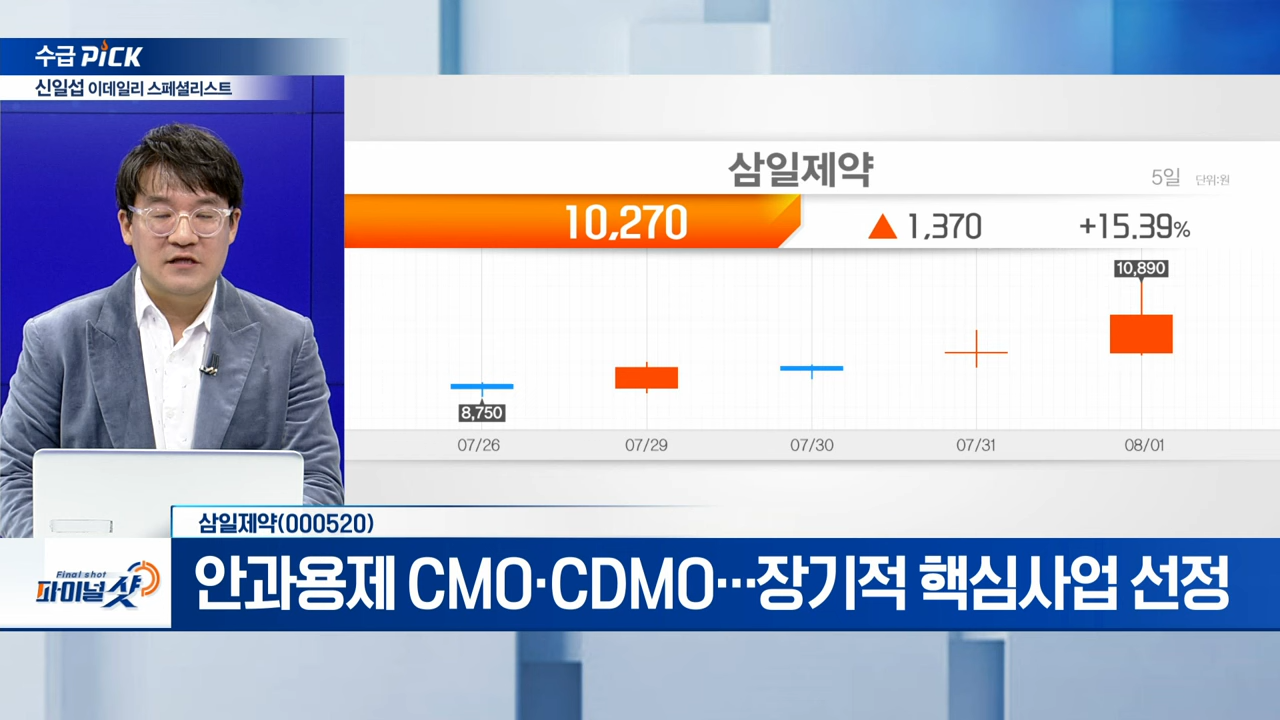 수급 PiCK
신일섭 이데일리 스페셜리스트
삼일제약
5일 단위:원
10,270 ▲ 1,370 +15.39%
10,890
8,750
07/26 07/29 07/30 07/31 08/01
삼일제약(000520)
Final shot
파이널샷
안과용제 CMO·CDMO…장기적 핵심사업 선정